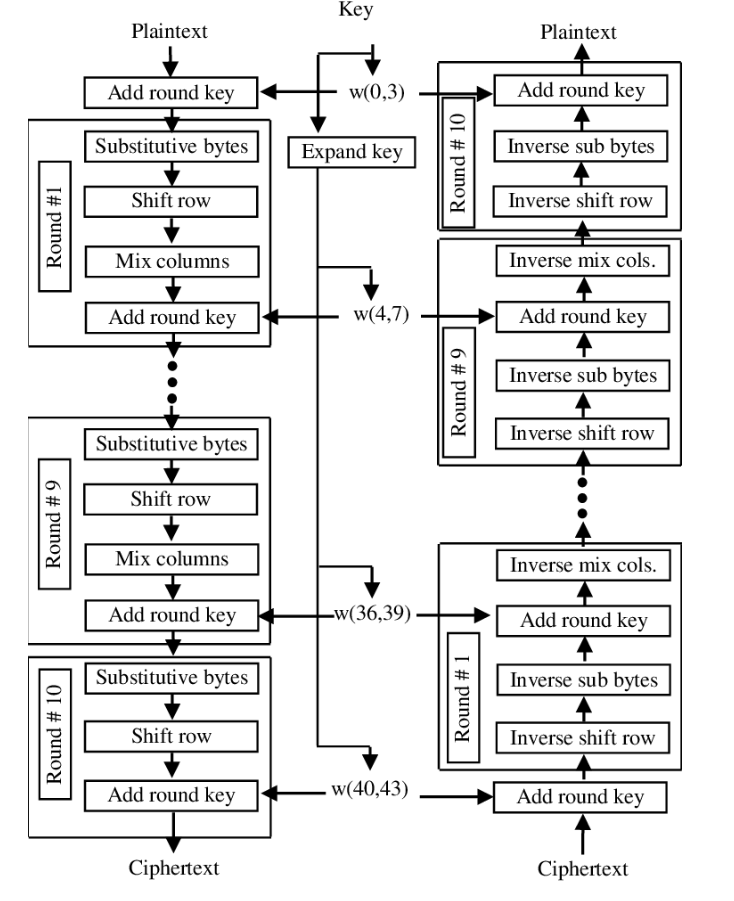 Key
Plaintext
Add round key
Round #1
Substitutive bytes
Shift row
Mix columns
Add round key
Round # 9
Substitutive bytes
Shift row
Mix columns
Add round key
Round # 10
Substitutive bytes
Shift row
Add round key
Ciphertext
w(0,3)
Expand key
w(4,7)
w(36,39)
w(40,43)
Plaintext
Round # 10
Add round key
Inverse sub bytes
Inverse shift row
Round # 9
Inverse mix cols.
Add round key
Inverse sub bytes
Inverse shift row
Round # 1
Inverse mix cols.
Add round key
Inverse sub bytes
Inverse shift row
Add round key
Ciphertext